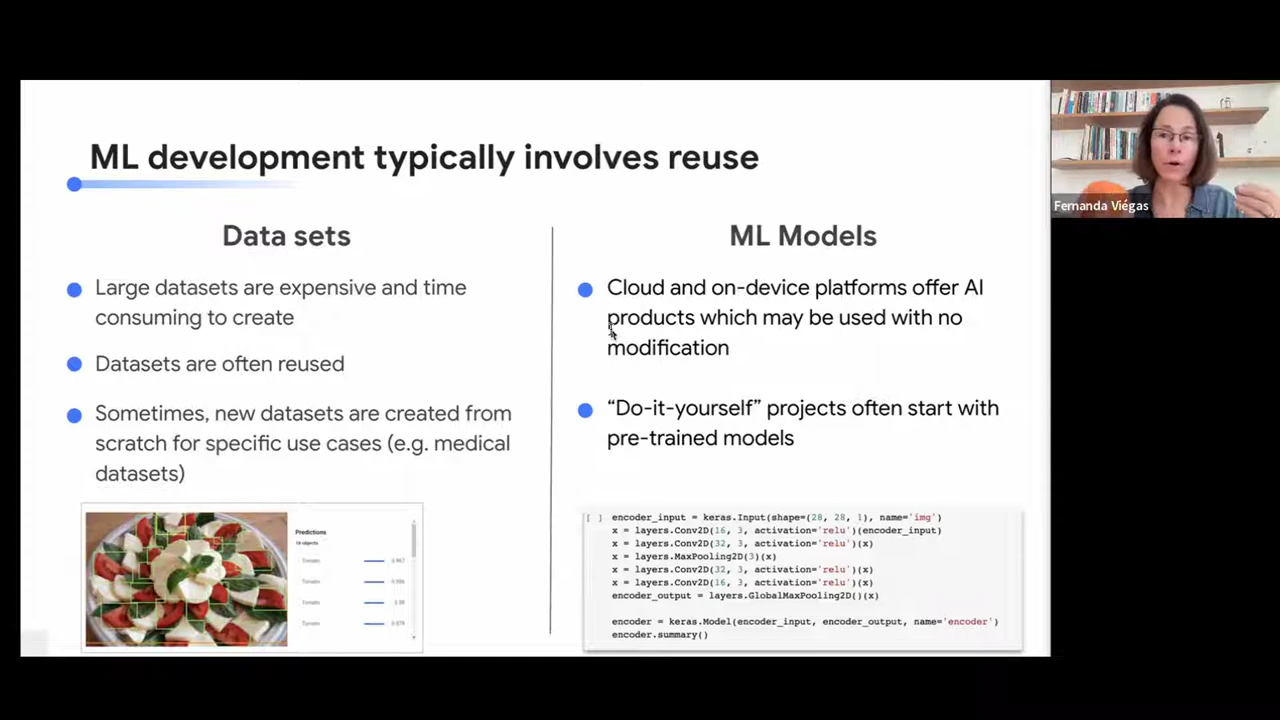 ML development typically involves reuse
Data sets
Large datasets are expensive and time
consuming to create
Datasets are often reused
Sometimes, new datasets are created from
scratch for specific use cases (e.g. medical
datasets)
Predictions
Tomato
Tomato
Tomato
Tomato
ML Models
Cloud and on-device platforms offer AI
products which may be used with no
modification
“Do-it-yourself” projects often start with
pre-trained models
[ ] encoder_input = keras.Input(shape=(28, 28, 1), name='img')
x = layers.Conv2D(16, 3, activation='relu')(encoder_input)
x = layers.Conv2D(32, 3, activation='relu')(x)
x = layers.MaxPooling2D(3)(x)
x = layers.Conv2D(32, 3, activation='relu')(x)
x = layers.Conv2D(16, 3, activation='relu')(x)
encoder_output = layers.GlobalMaxPooling2D()(x)
encoder = keras.Model(encoder_input, encoder_output, name='encoder')
encoder.summary()
Fernanda Viégas